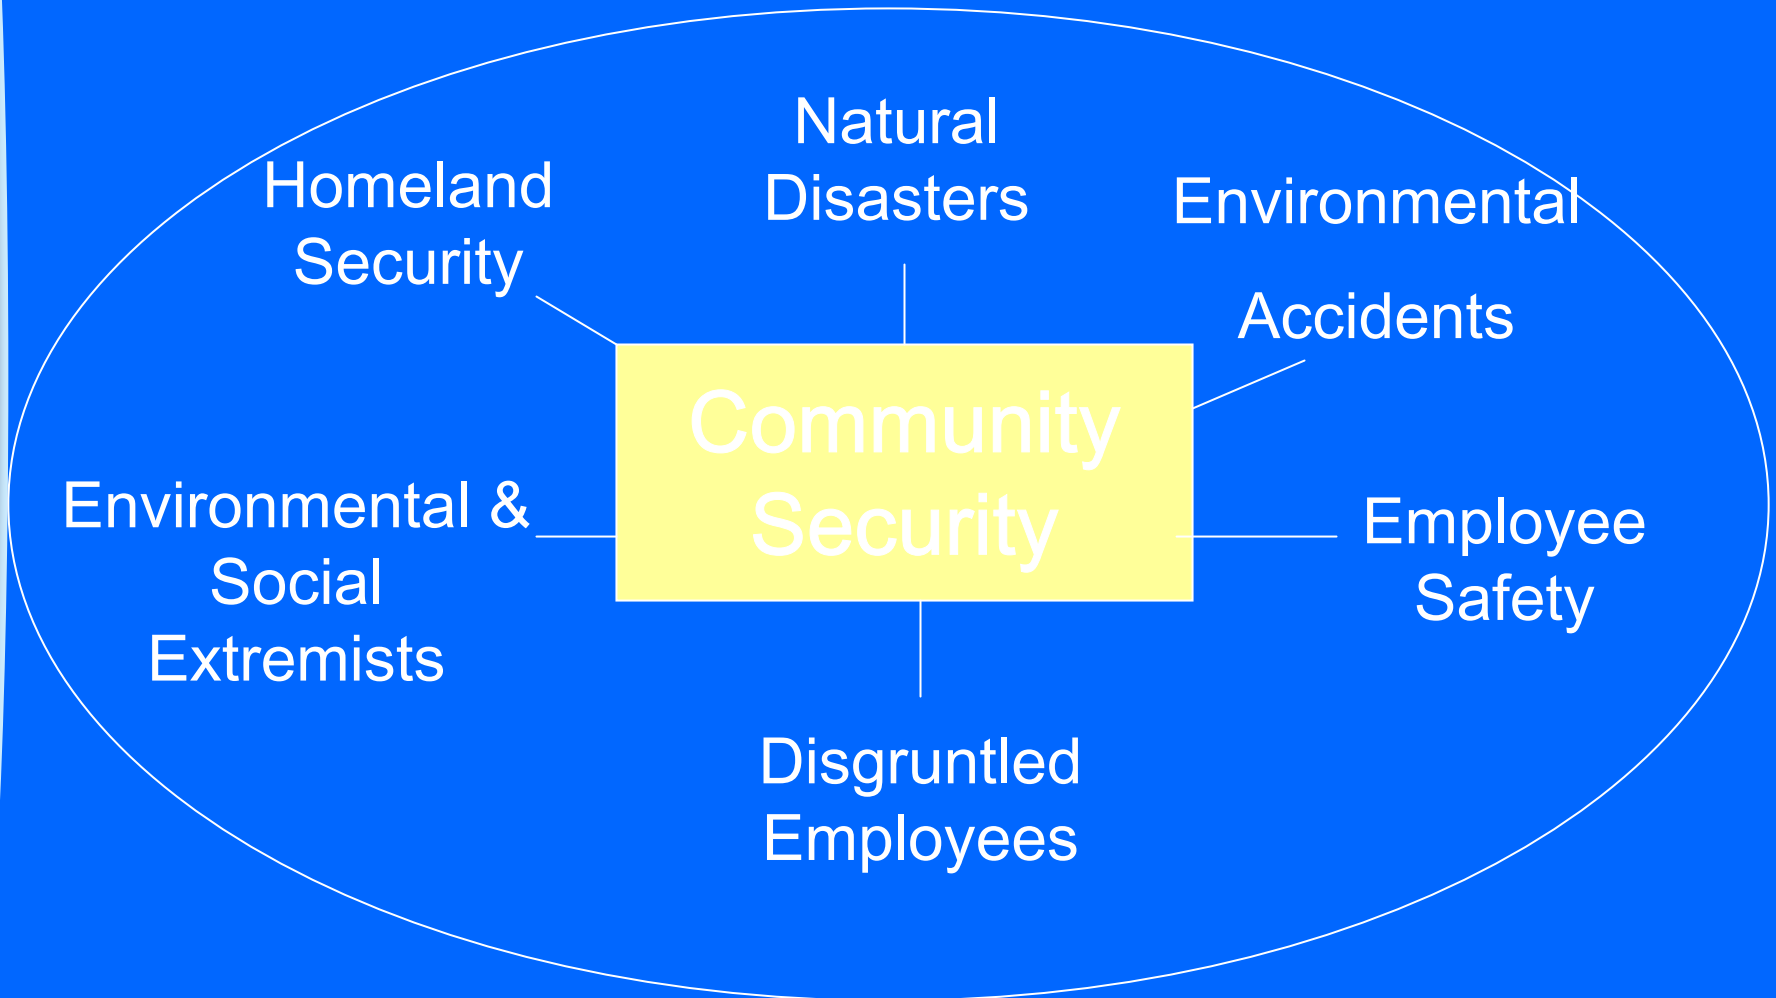 Natural
Disasters
Homeland
Security
Environmental
Accidents
Community
Security
Environmental &
Social
Extremists
Employee
Safety
Disgruntled
Employees